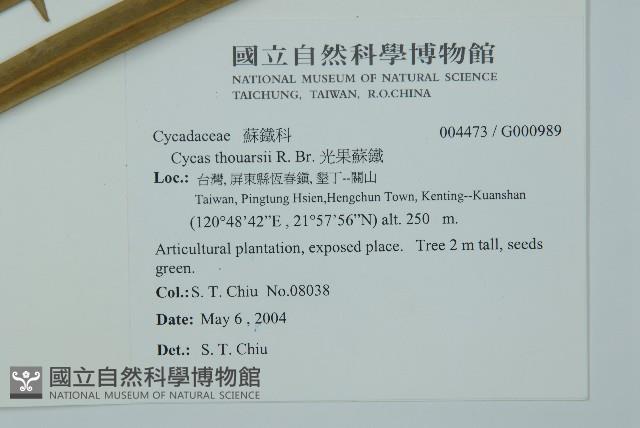 國立自然科學博物館
NATIONAL MUSEUM OF NATURAL SCIENCE
TAICHUNG, TAIWAN, R.O.CHINA
Cycadaceae 蘇鐵科 004473 / G000989
Cycas thouarsii R. Br. 光果蘇鐵
Loc.: 台灣, 屏東縣恆春鎮, 墾丁--關山
Taiwan, Pingtung Hsien,Hengchun Town, Kenting--Kuanshan
(120°48’42”E , 21°57’56”N) alt. 250 m.
Articultural plantation, exposed place. Tree 2 m tall, seeds
green.
Col.: S. T. Chiu No.08038
Date: May 6 , 2004
Det.: S. T. Chiu
國立自然科學博物館
NATIONAL MUSEUM OF NATURAL SCIENCE